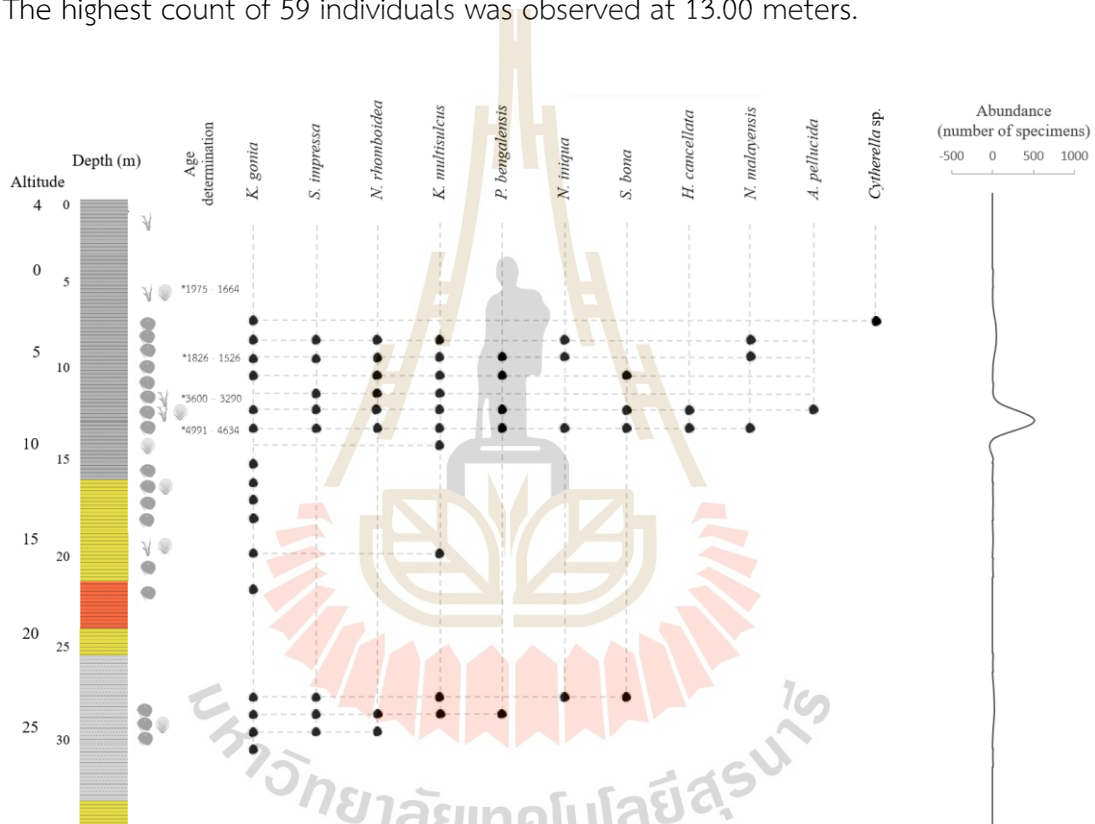 The highest count of 59 individuals was observed at 13.00 meters.
Depth (m)
Altitude
Age
determination
K. gonia
S. impressa
N. rhomboidea
K. multisulcus
P. bengalensis
N. iniqua
S. bona
H. cancellata
N. malayensis
A. pellucida
Cytherella sp.
Abundance
(number of specimens)
-500 0 500 1000
4 0
0
5
*1975 - 1664
5
10
*1826 - 1526
*3600 - 3290
*4991 - 4634
10
15
15
20
20
25
25
30
มหาวิทยาลัยเทคโนโลยีสุรนารี